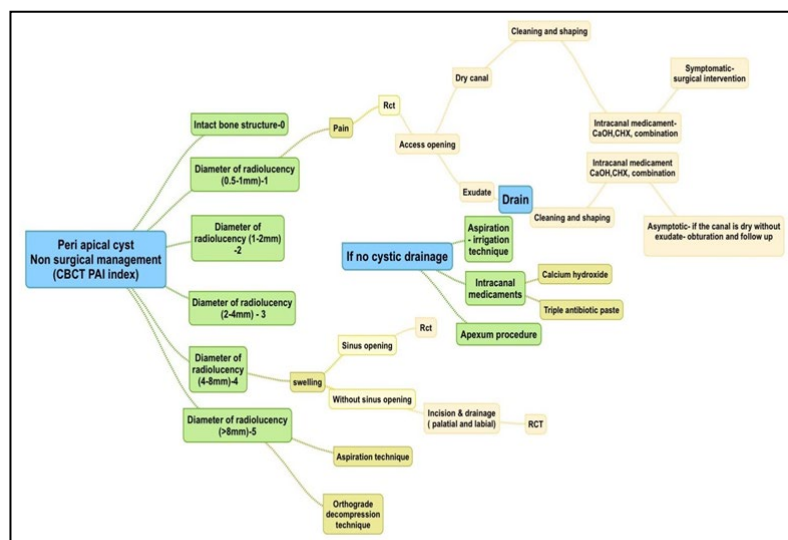 Peri apical cyst
Non surgical management
(CBCT PAI index)
Intact bone structure-0
Diameter of radiolucency
(0.5-1mm)-1
Diameter of
radiolucency (1-2mm)
-2
Diameter of radiolucency
(2-4mm) - 3
Diameter of
radiolucency
(4-8mm)-4
Diameter of radiolucency
(>8mm)-5
Pain
Rct
Access opening
Dry canal
Cleaning and shaping
Intracanal medicament-
CaOH,CHX, combination
Symptomatic-
surgical intervention
Exudate
Drain
Cleaning and shaping
Intracanal medicament
CaOH,CHX, combination
Asymptotic- if the canal is dry without
exudate- obturation and follow up
If no cystic drainage
Aspiration
- irrigation
technique
Intracanal
medicaments
Calcium hydroxide
Triple antibiotic paste
Apexum procedure
swelling
Sinus opening
Rct
Without sinus opening
Incision & drainage
( palatial and labial)
RCT
Aspiration technique
Orthograde
decompression
technique